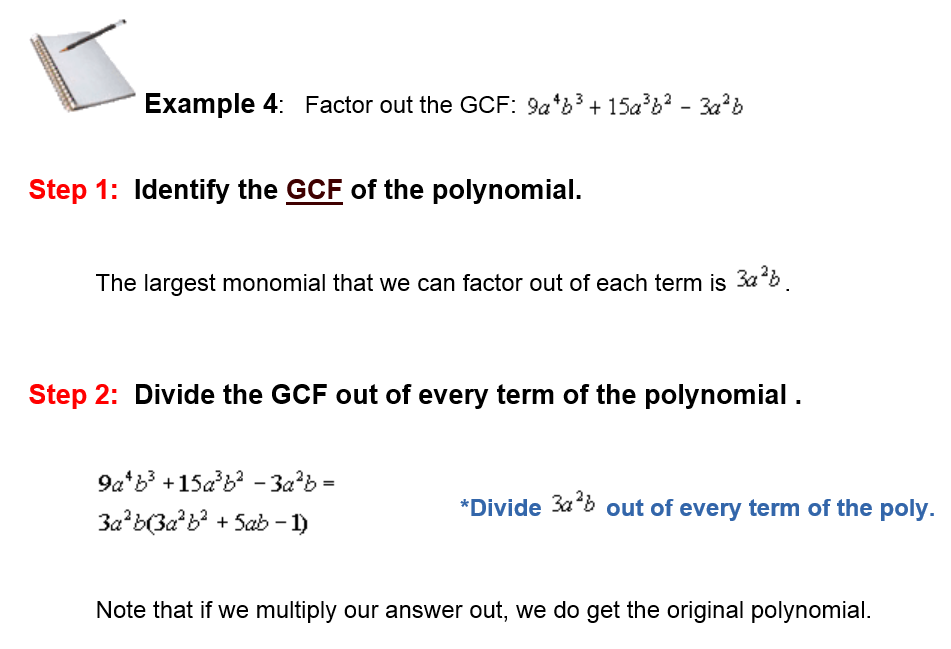 Example 4: Factor out the GCF: 9a⁴b³ + 15a³b² − 3a²b
Step 1: Identify the GCF of the polynomial.
The largest monomial that we can factor out of each term is 3a²b.
Step 2: Divide the GCF out of every term of the polynomial .
9a⁴b³ + 15a³b² − 3a²b =
3a²b(3a²b² + 5ab − 1)
*Divide 3a²b out of every term of the poly.
Note that if we multiply our answer out, we do get the original polynomial.